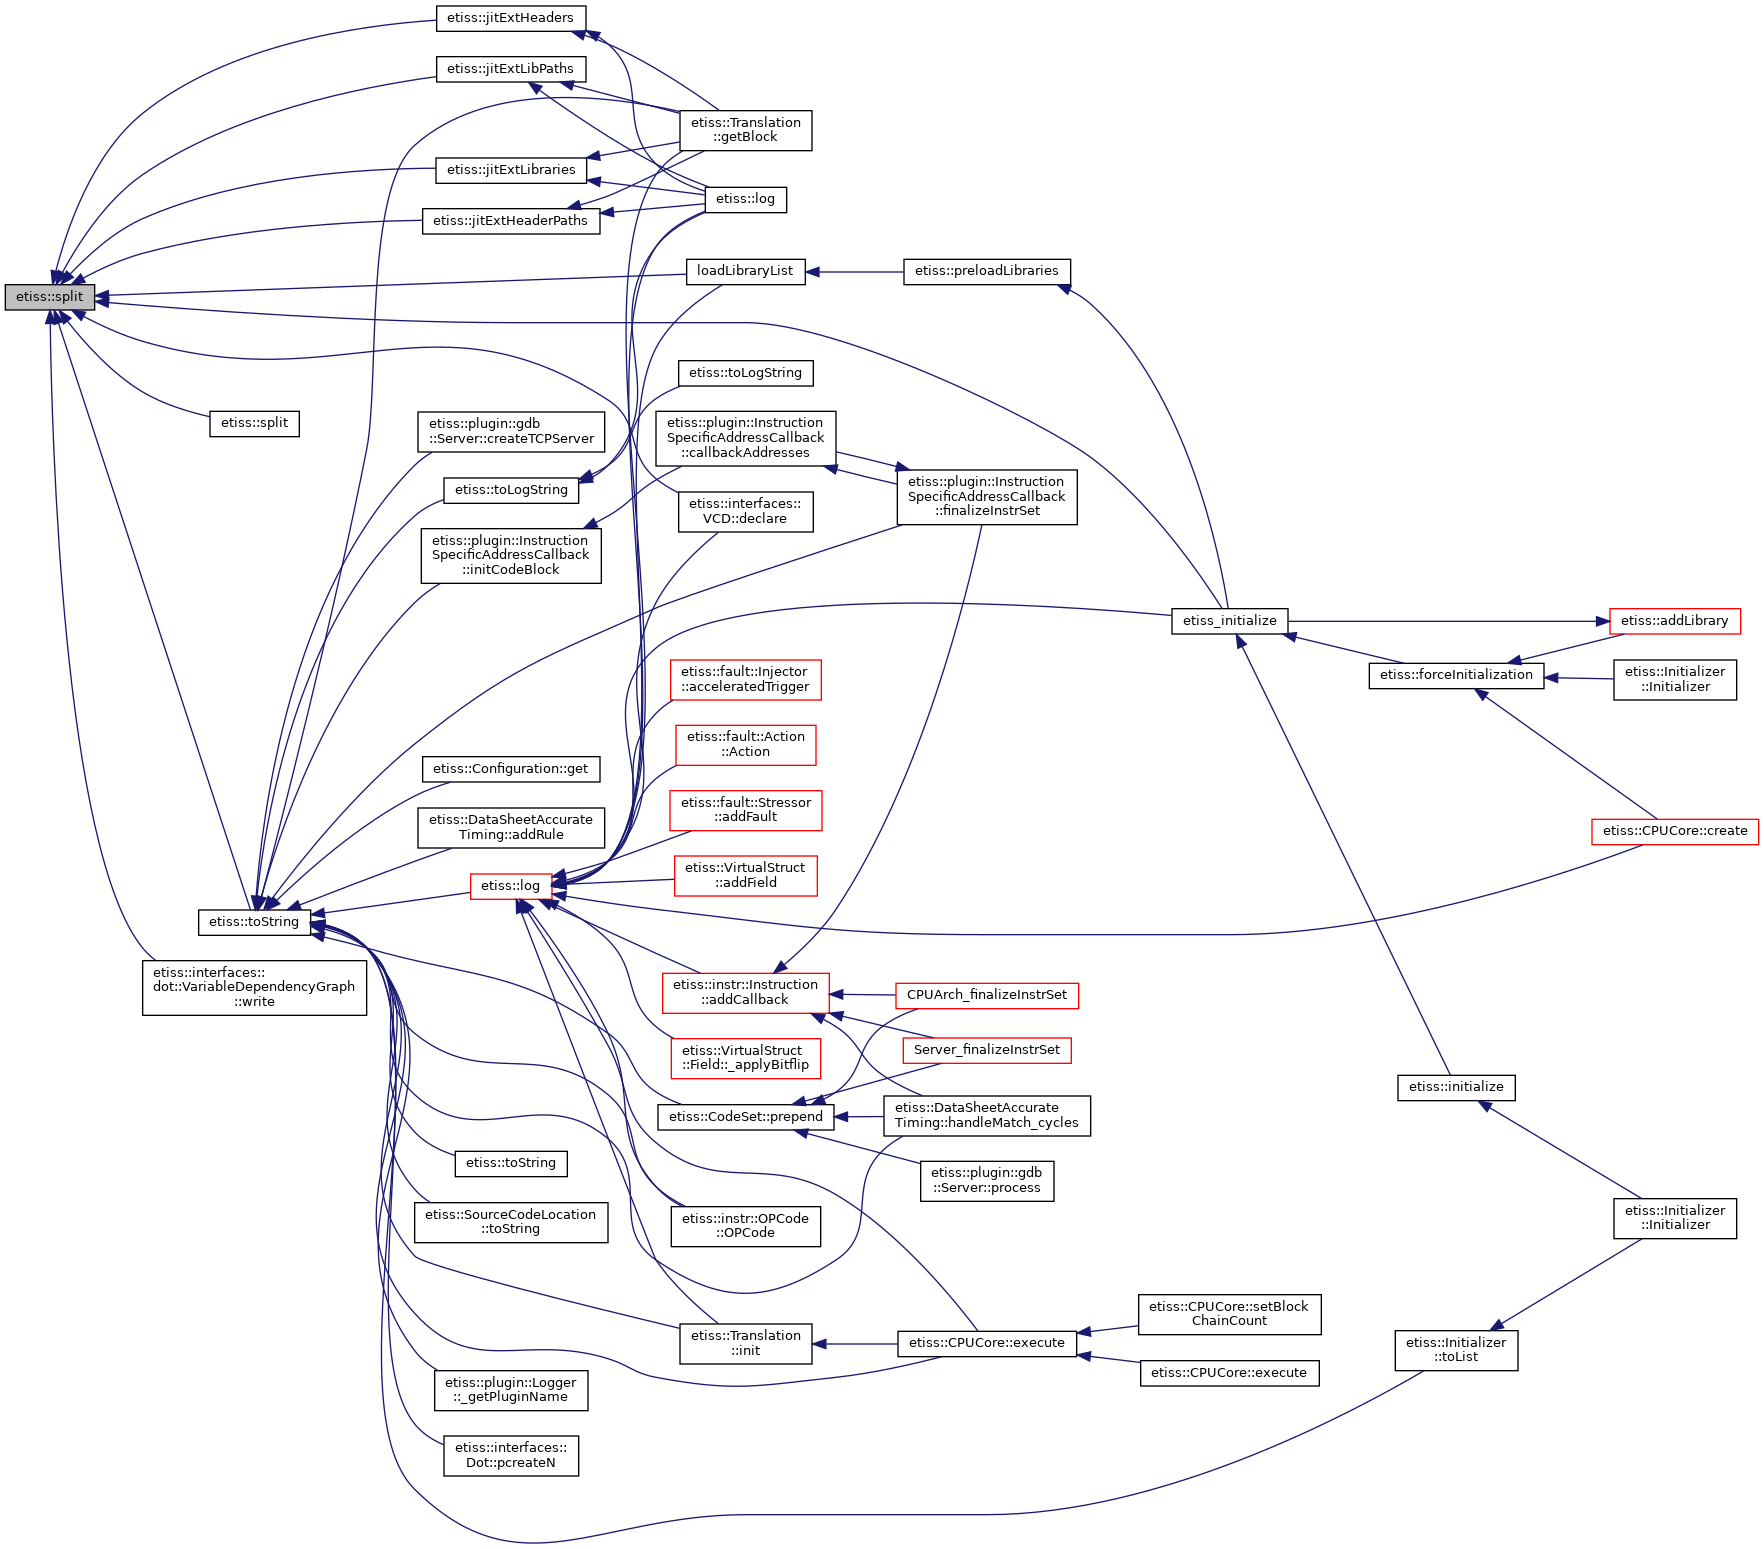 etiss::jitExtHeaders
etiss::jitExtLibPaths
etiss::Translation
::getBlock
etiss::jitExtLibraries
etiss::log
etiss::jitExtHeaderPaths
loadLibraryList
etiss::preloadLibraries
etiss::split
etiss::toLogString
etiss::split
etiss::plugin::gdb
::Server::createTCPServer
etiss::plugin::Instruction
SpecificAddressCallback
::callbackAddresses
etiss::toLogString
etiss::plugin::Instruction
SpecificAddressCallback
::finalizeInstrSet
etiss::interfaces::
VCD::declare
etiss::plugin::Instruction
SpecificAddressCallback
::initCodeBlock
etiss_initialize
etiss::addLibrary
etiss::forceInitialization
etiss::Initializer
::Initializer
etiss::fault::Injector
::acceleratedTrigger
etiss::fault::Action
::Action
etiss::Configuration::get
etiss::fault::Stressor
::addFault
etiss::DataSheetAccurate
Timing::addRule
etiss::CPUCore::create
etiss::log
etiss::VirtualStruct
::addField
etiss::toString
etiss::interfaces::
dot::VariableDependencyGraph
::write
etiss::instr::Instruction
::addCallback
CPUArch_finalizeInstrSet
etiss::VirtualStruct
::Field::_applyBitflip
Server_finalizeInstrSet
etiss::initialize
etiss::CodeSet::prepend
etiss::DataSheetAccurate
Timing::handleMatch_cycles
etiss::toString
etiss::plugin::gdb
::Server::process
etiss::SourceCodeLocation
::toString
etiss::instr::OPCode
::OPCode
etiss::Initializer
::Initializer
etiss::CPUCore::setBlock
ChainCount
etiss::Translation
::init
etiss::CPUCore::execute
etiss::Initializer
::toList
etiss::CPUCore::execute
etiss::plugin::Logger
::_getPluginName
etiss::interfaces::
Dot::pcreateN